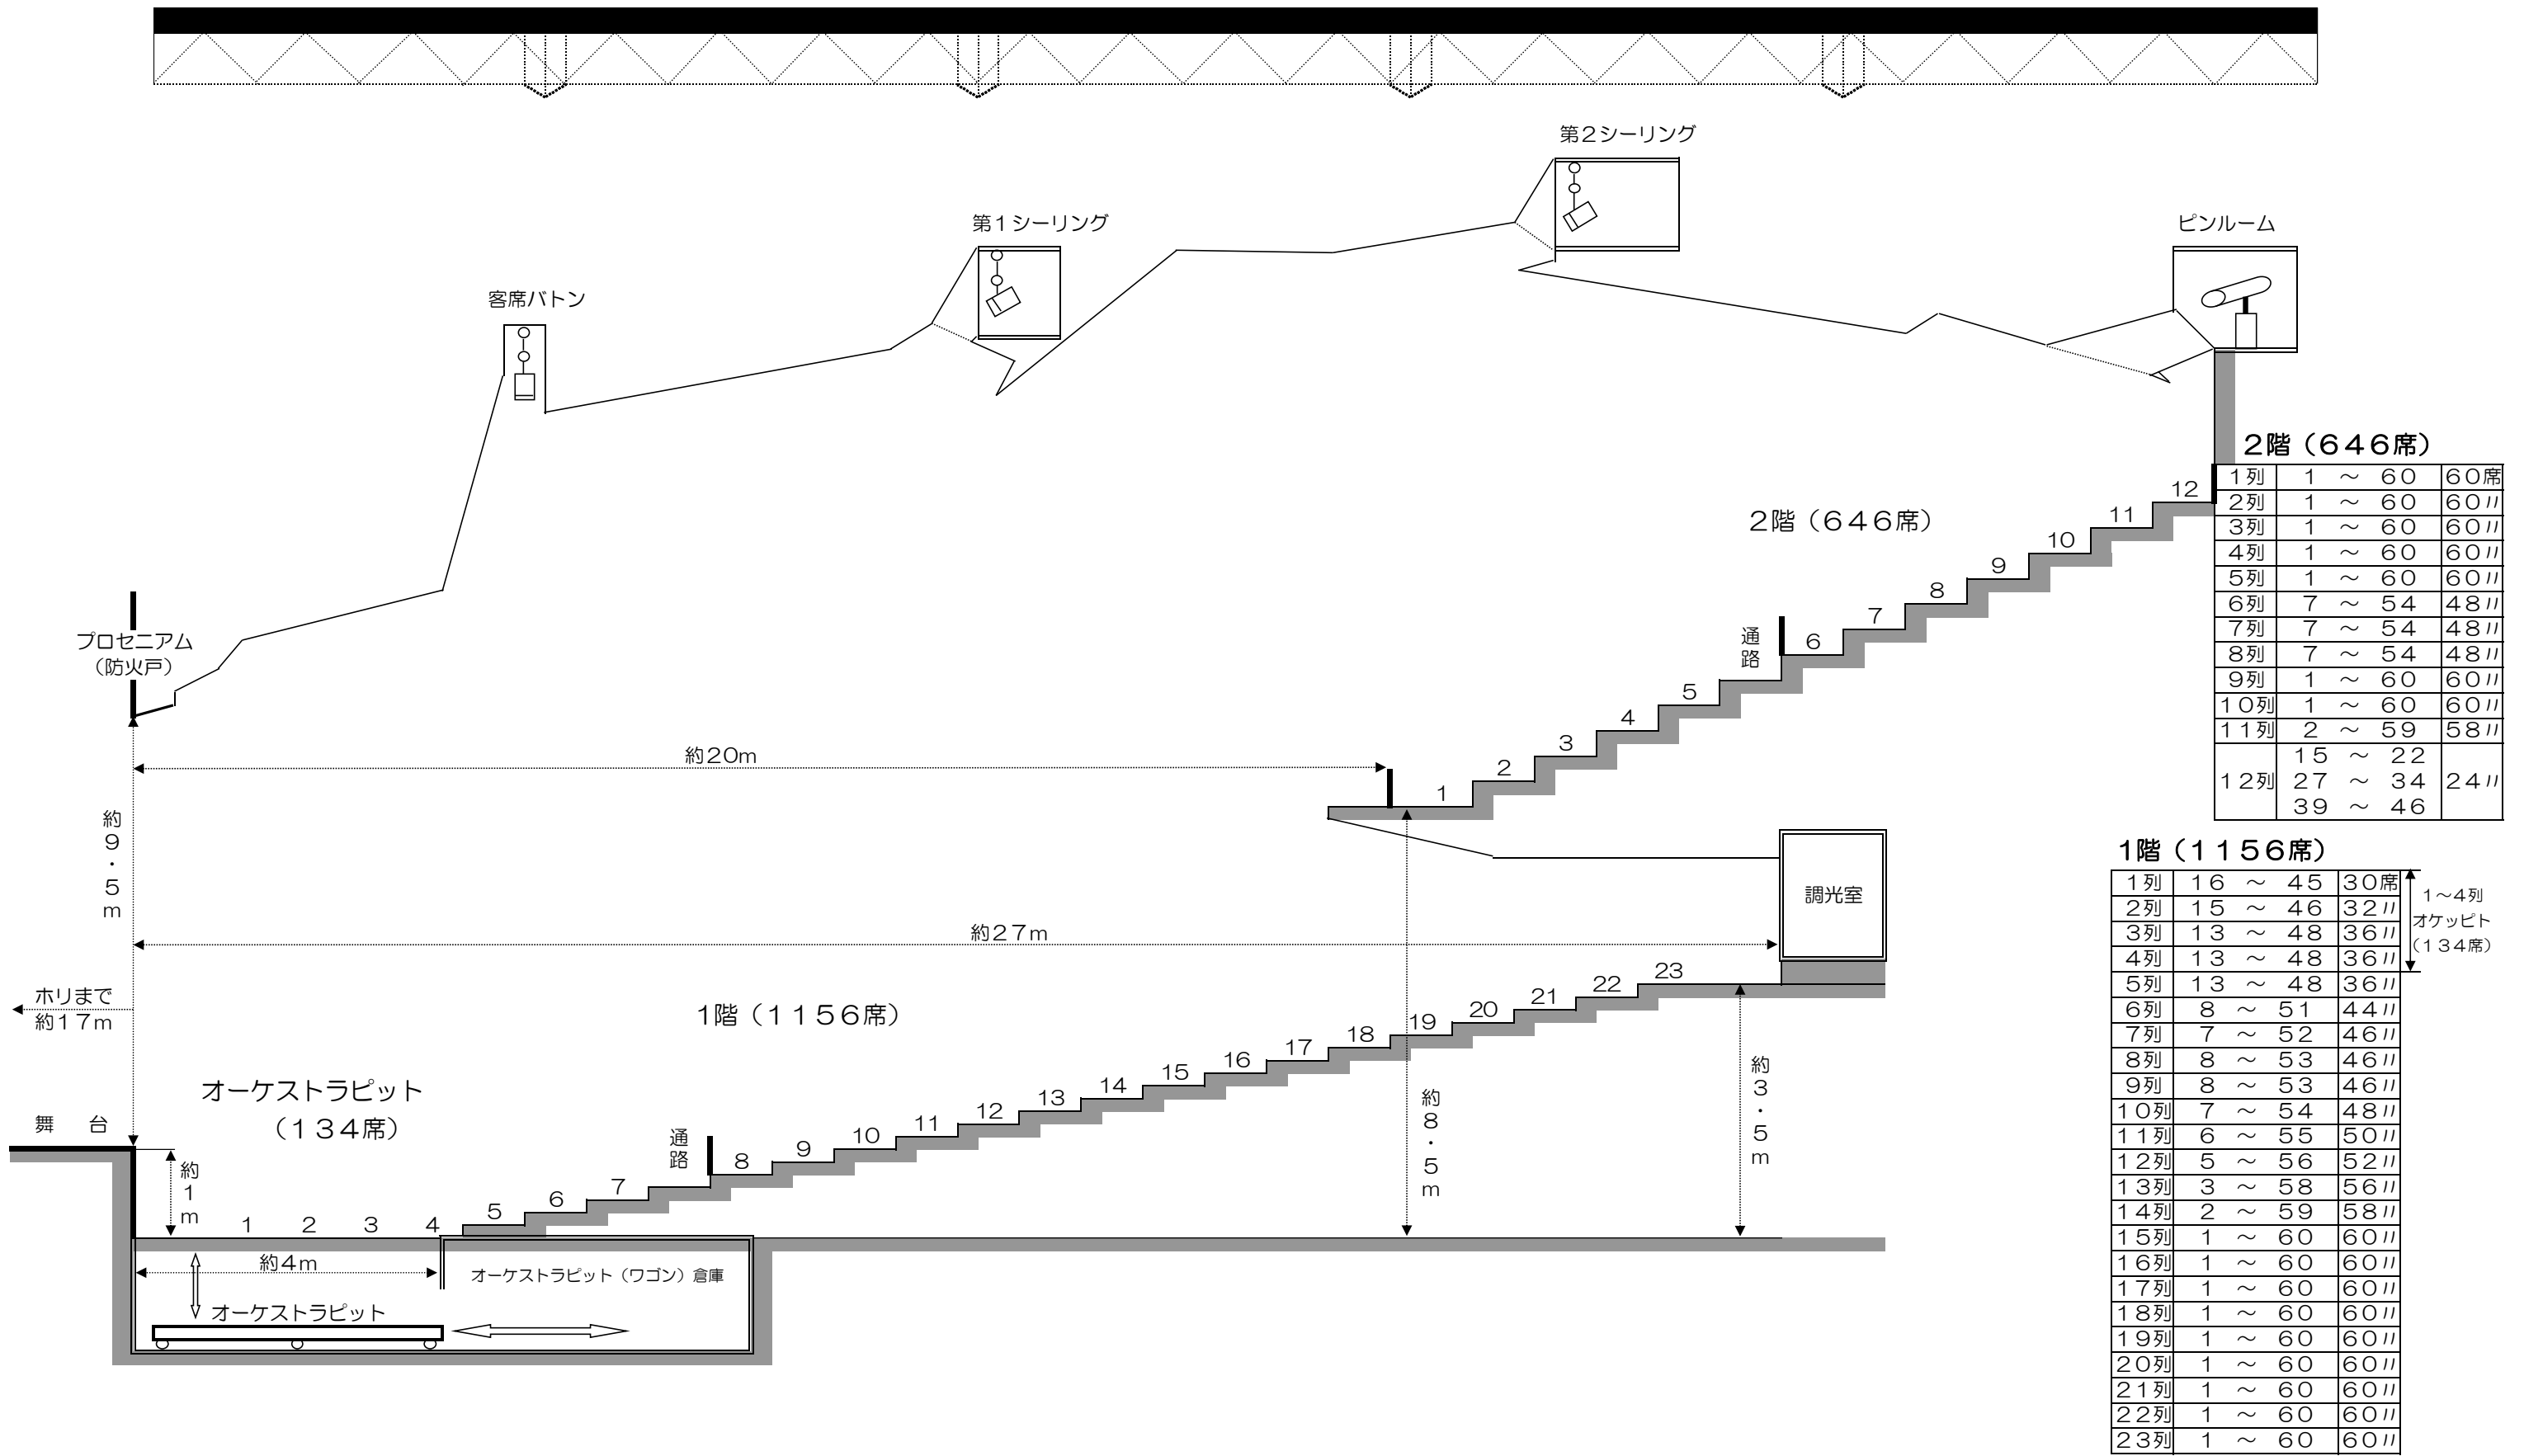 第２シーリング
第１シーリング
ピンルーム
客席バトン
プロセニアム
（防火戸）
２階（６４６席）
通路
1
2
3
4
5
6
7
8
9
10
11
12
約２０ｍ
約９・５ｍ
調光室
約２７ｍ
ホリまで
約１７ｍ
１階（１１５６席）
オーケストラピット
（１３４席）
舞　台
約１ｍ
通路
1
2
3
4
5
6
7
8
9
10
11
12
13
14
15
16
17
18
19
20
21
22
23
約８・５ｍ
約３・５ｍ
約４ｍ
オーケストラピット（ワゴン）倉庫
オーケストラピット
２階（６４６席）
１列 １ ～ ６０ ６０席
２列 １ ～ ６０ ６０〃
３列 １ ～ ６０ ６０〃
４列 １ ～ ６０ ６０〃
５列 １ ～ ６０ ６０〃
６列 ７ ～ ５４ ４８〃
７列 ７ ～ ５４ ４８〃
８列 ７ ～ ５４ ４８〃
９列 １ ～ ６０ ６０〃
１０列 １ ～ ６０ ６０〃
１１列 ２ ～ ５９ ５８〃
１５ ～ ２２
１２列 ２７ ～ ３４ ２４〃
３９ ～ ４６
１階（１１５６席）
１列 １６ ～ ４５ ３０席
２列 １５ ～ ４６ ３２〃
３列 １３ ～ ４８ ３６〃
４列 １３ ～ ４８ ３６〃
５列 １３ ～ ４８ ３６〃
６列 ８ ～ ５１ ４４〃
７列 ７ ～ ５２ ４６〃
８列 ８ ～ ５３ ４６〃
９列 ８ ～ ５３ ４６〃
１０列 ７ ～ ５４ ４８〃
１１列 ６ ～ ５５ ５０〃
１２列 ５ ～ ５６ ５２〃
１３列 ３ ～ ５８ ５６〃
１４列 ２ ～ ５９ ５８〃
１５列 １ ～ ６０ ６０〃
１６列 １ ～ ６０ ６０〃
１７列 １ ～ ６０ ６０〃
１８列 １ ～ ６０ ６０〃
１９列 １ ～ ６０ ６０〃
２０列 １ ～ ６０ ６０〃
２１列 １ ～ ６０ ６０〃
２２列 １ ～ ６０ ６０〃
２３列 １ ～ ６０ ６０〃
１～４列
オケッピト
（１３４席）